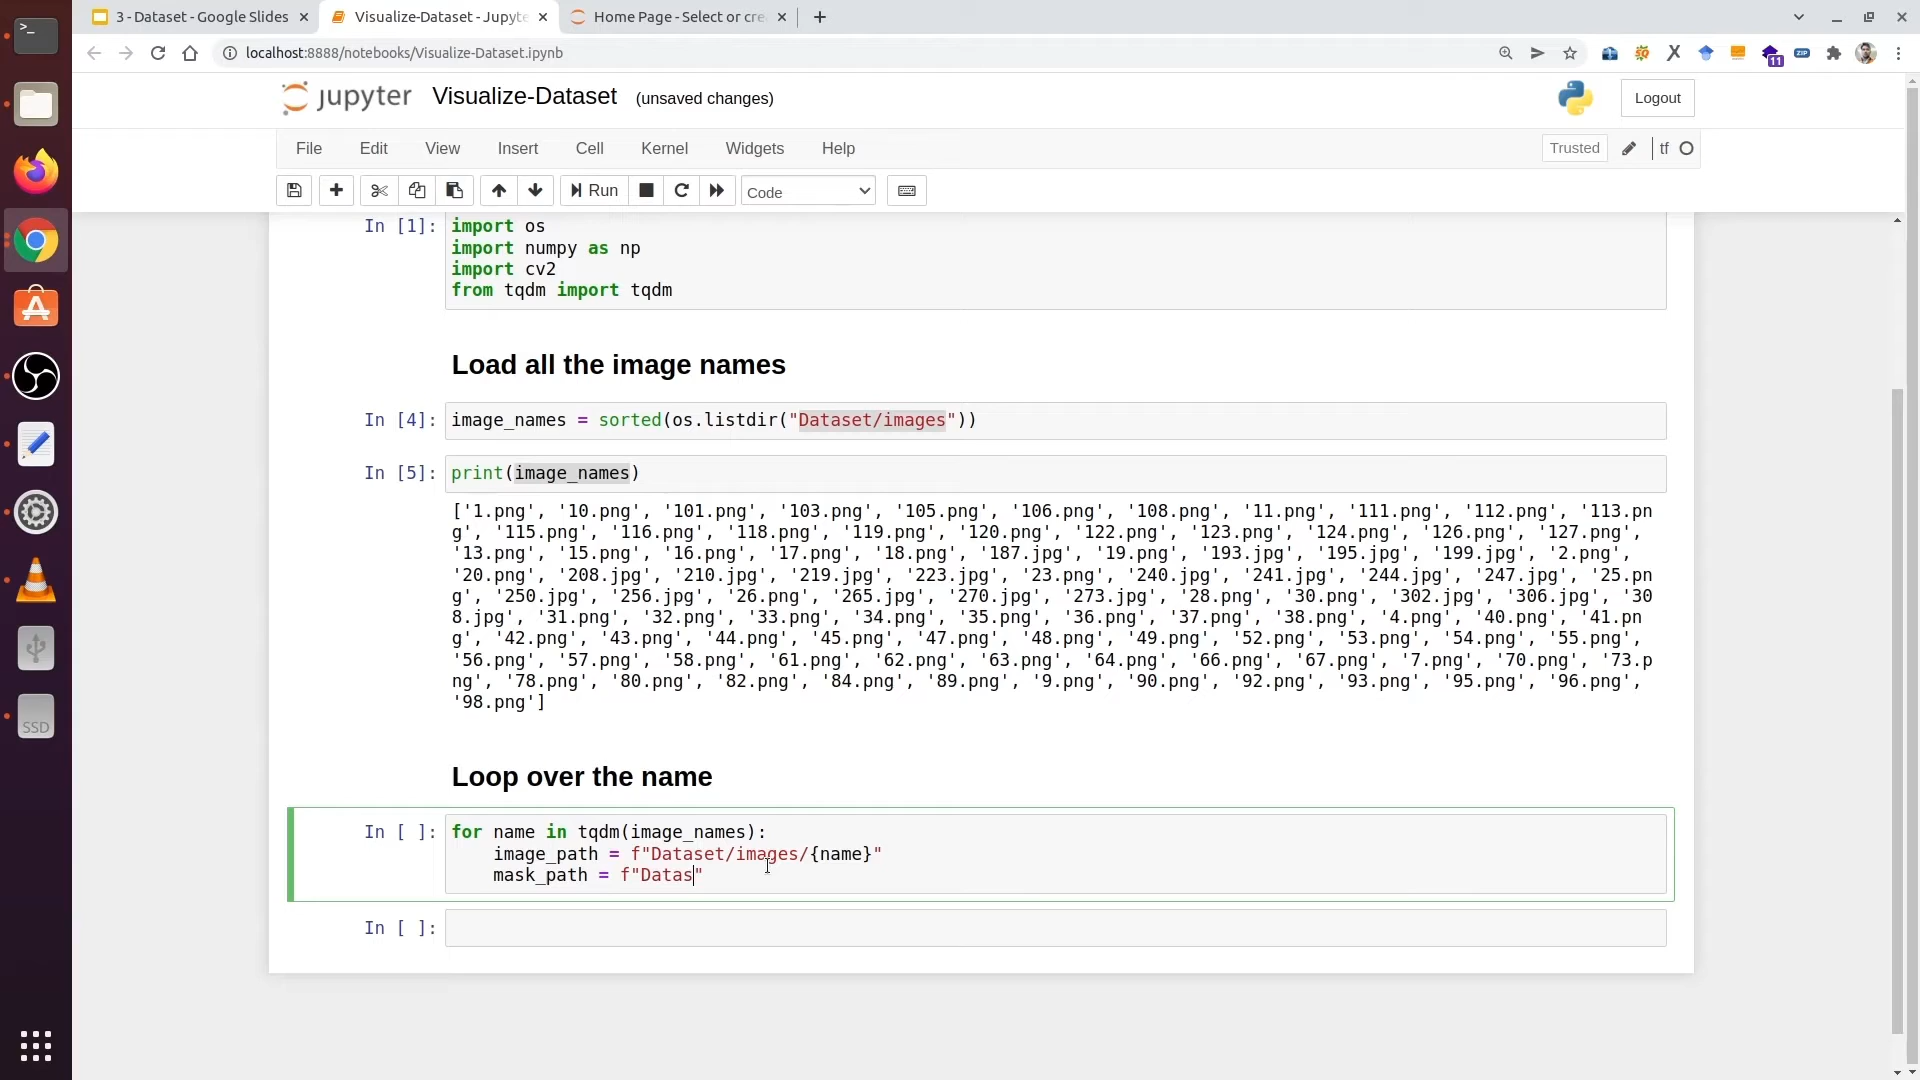 3 - Dataset - Google Slides
Visualize-Dataset - Jupyte
Home Page - Select or cre
localhost:8888/notebooks/Visualize-Dataset.ipynb
ZIP
11
jupyter
Visualize-Dataset
(unsaved changes)
Logout
File
Edit
View
Insert
Cell
Kernel
Widgets
Help
Trusted
tf
Run
Code
In [1]:
import os
import numpy as np
import cv2
from tqdm import tqdm
Load all the image names
In [4]:
image_names = sorted(os.listdir("Dataset/images"))
In [5]:
print(image_names)
['1.png', '10.png', '101.png', '103.png', '105.png', '106.png', '108.png', '11.png', '111.png', '112.png', '113.pn
g', '115.png', '116.png', '118.png', '119.png', '120.png', '122.png', '123.png', '124.png', '126.png', '127.png',
'13.png', '15.png', '16.png', '17.png', '18.png', '187.jpg', '19.png', '193.jpg', '195.jpg', '199.jpg', '2.png',
'20.png', '208.jpg', '210.jpg', '219.jpg', '223.jpg', '23.png', '240.jpg', '241.jpg', '244.jpg', '247.jpg', '25.pn
g', '250.jpg', '256.jpg', '26.png', '265.jpg', '270.jpg', '273.jpg', '28.png', '30.png', '302.jpg', '306.jpg', '30
8.jpg', '31.png', '32.png', '33.png', '34.png', '35.png', '36.png', '37.png', '38.png', '4.png', '40.png', '41.pn
g', '42.png', '43.png', '44.png', '45.png', '47.png', '48.png', '49.png', '52.png', '53.png', '54.png', '55.png',
'56.png', '57.png', '58.png', '61.png', '62.png', '63.png', '64.png', '66.png', '67.png', '7.png', '70.png', '73.p
ng', '78.png', '80.png', '82.png', '84.png', '89.png', '9.png', '90.png', '92.png', '93.png', '95.png', '96.png',
'98.png']
Loop over the name
In [ ]:
for name in tqdm(image_names):
    image_path = f"Dataset/images/{name}"
    mask_path = f"Datas"
In [ ]:
SSD